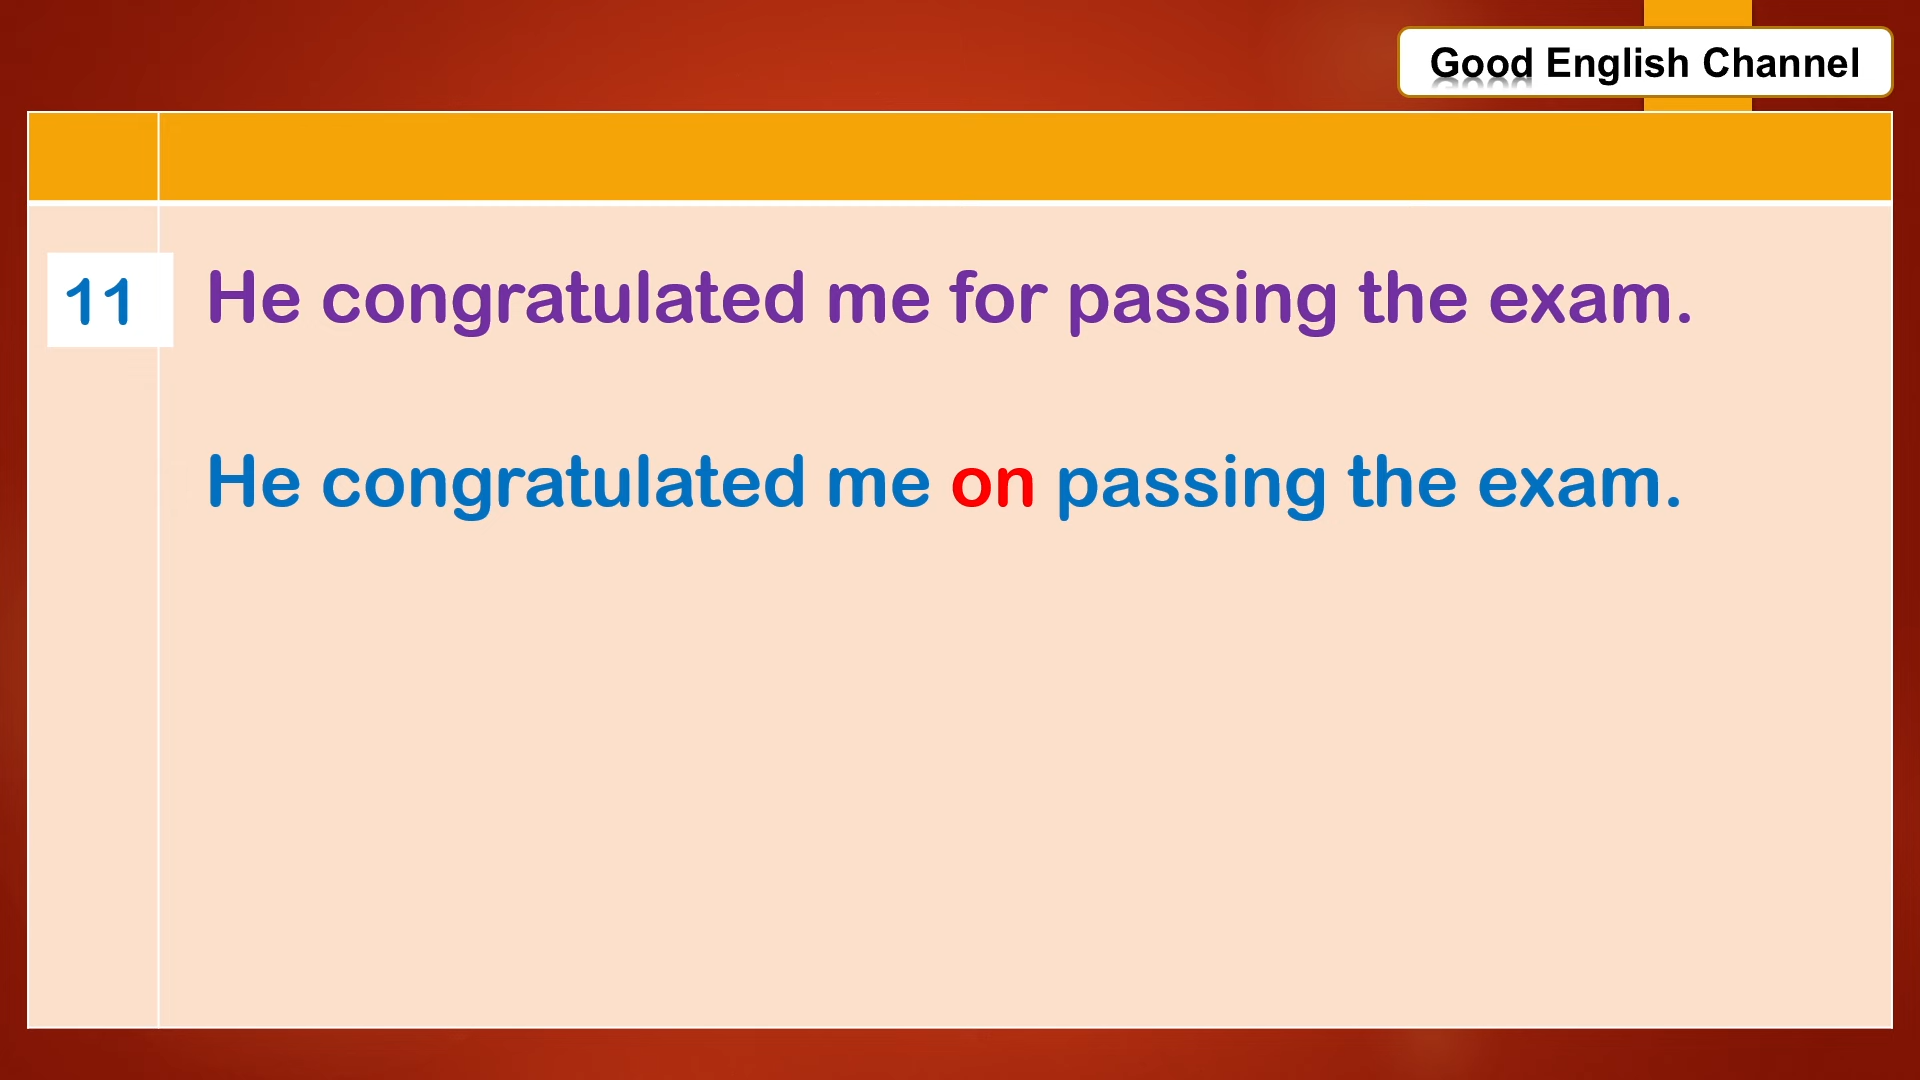 Good English Channel
11 He congratulated me for passing the exam.
He congratulated me on passing the exam.